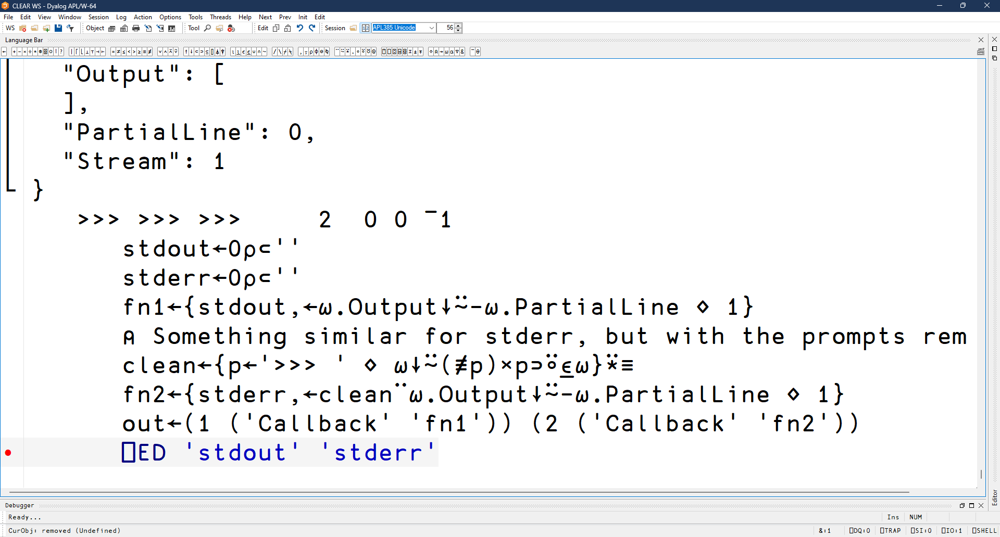 CLEAR WS - Dyalog APL/W-64
File Edit View Window Session Log Action Options Tools Threads Help Next Prev Init Edit
WS Object Tool Edit Session APL385 Unicode 56
Language Bar
← +-×÷*⍟⌹○!? |⌈⌊⊥⊤⊣⊢ =≠≤<>≥≡≢ ∨∧⍲⍱ ↑↓⊂⊃⊆⌷⍋⍒ ⍳⍸∊⍷∪∩~ /\⌿⍀ ,⍪⍴⌽⊖⍉ ¨⍨⍣.∘⍤⍥@ ⍞⎕⍠⌸⌺⌶⍎⍕ ⋄⍝→⍵⍺∇& ¯⍬
"Output": [
],
"PartialLine": 0,
"Stream": 1
}
>>> >>> >>> 2 0 0 ¯1
stdout←0⍴⊂''
stderr←0⍴⊂''
fn1←{stdout,←⍵.Output↓⍨-⍵.PartialLine ⋄ 1}
⍝ Something similar for stderr, but with the prompts rem
clean←{p←'>>> ' ⋄ ⍵↓⍨(≢p)×p⊃⍤⍷⍵}⍣≡
fn2←{stderr,←clean¨⍵.Output↓⍨-⍵.PartialLine ⋄ 1}
out←(1 ('Callback' 'fn1')) (2 ('Callback' 'fn2'))
⎕ED 'stdout' 'stderr'
Editor
Debugger
Ready... Ins NUM
CurObj: removed (Undefined) &:1 ⎕DQ:0 ⎕TRAP ⎕SI:0 ⎕IO:1 ⎕SHELL